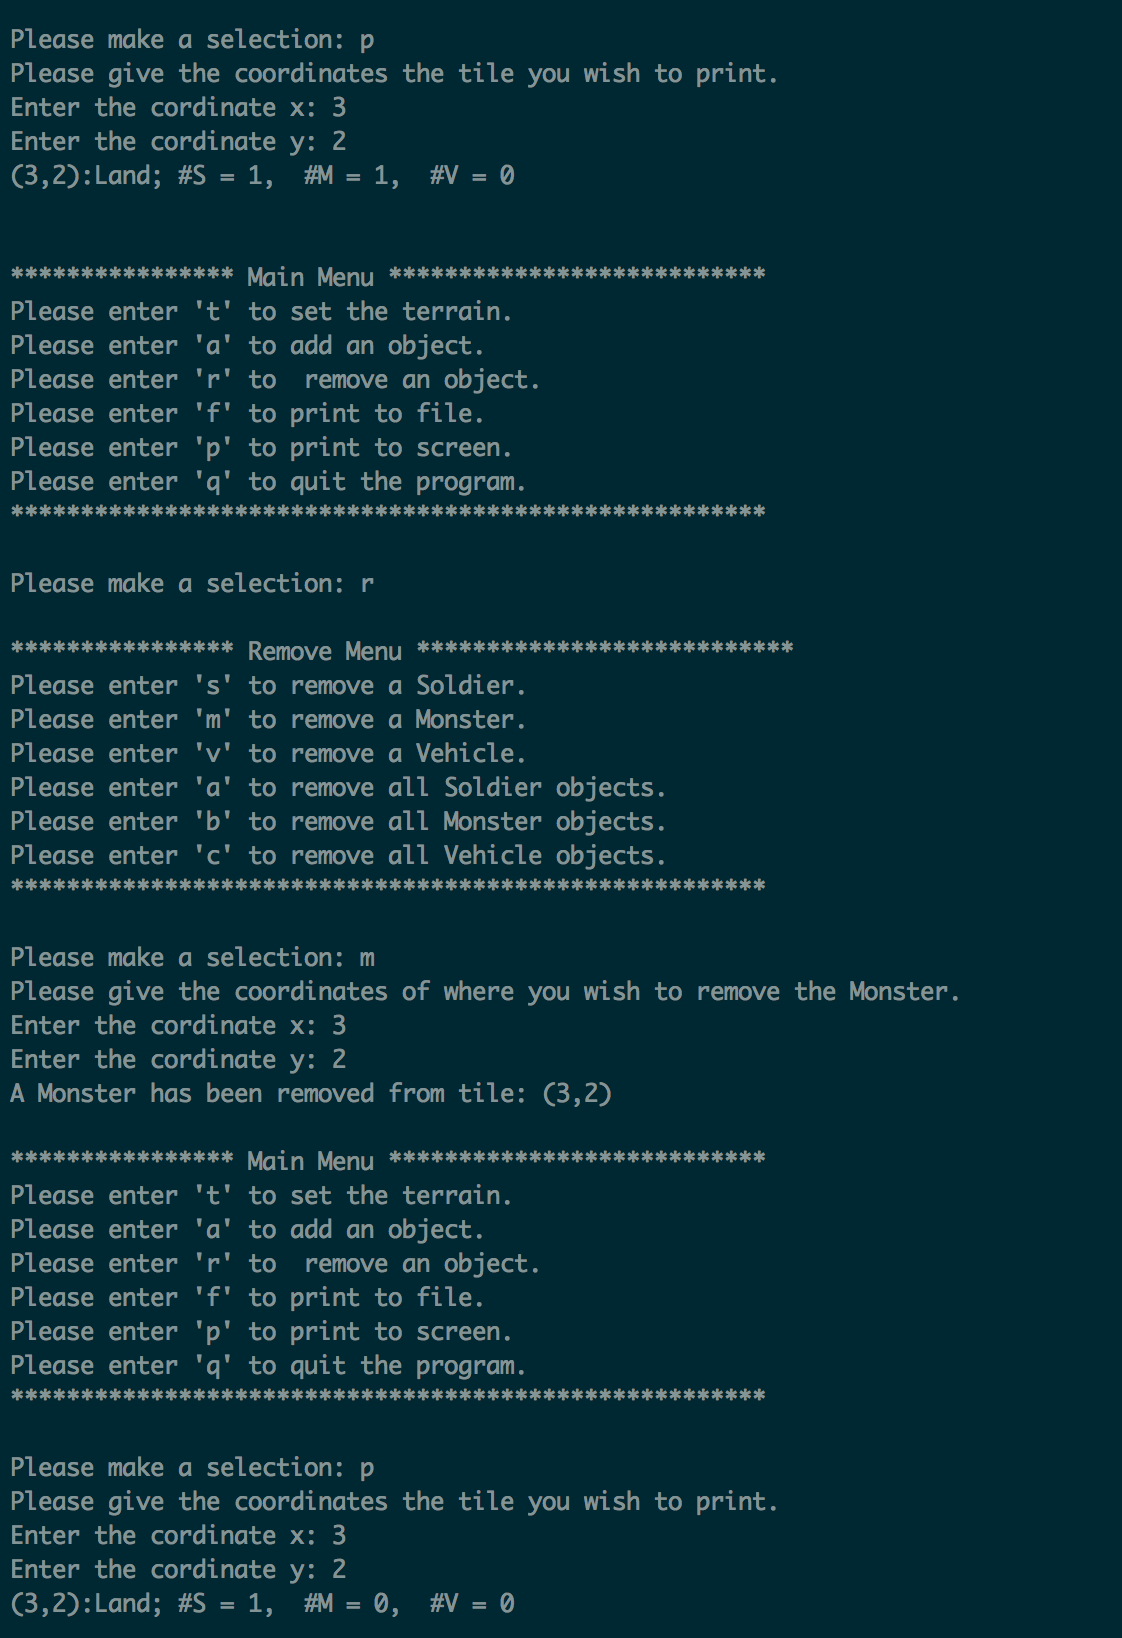 Please make a selection: p
Please give the coordinates the tile you wish to print.
Enter the cordinate x: 3
Enter the cordinate y: 2
(3,2):Land; #S = 1,  #M = 1,  #V = 0
**************** Main Menu ***************************
Please enter 't' to set the terrain.
Please enter 'a' to add an object.
Please enter 'r' to  remove an object.
Please enter 'f' to print to file.
Please enter 'p' to print to screen.
Please enter 'q' to quit the program.
******************************************************
Please make a selection: r
**************** Remove Menu ***************************
Please enter 's' to remove a Soldier.
Please enter 'm' to remove a Monster.
Please enter 'v' to remove a Vehicle.
Please enter 'a' to remove all Soldier objects.
Please enter 'b' to remove all Monster objects.
Please enter 'c' to remove all Vehicle objects.
******************************************************
Please make a selection: m
Please give the coordinates of where you wish to remove the Monster.
Enter the cordinate x: 3
Enter the cordinate y: 2
A Monster has been removed from tile: (3,2)
**************** Main Menu ***************************
Please enter 't' to set the terrain.
Please enter 'a' to add an object.
Please enter 'r' to  remove an object.
Please enter 'f' to print to file.
Please enter 'p' to print to screen.
Please enter 'q' to quit the program.
******************************************************
Please make a selection: p
Please give the coordinates the tile you wish to print.
Enter the cordinate x: 3
Enter the cordinate y: 2
(3,2):Land; #S = 1,  #M = 0,  #V = 0